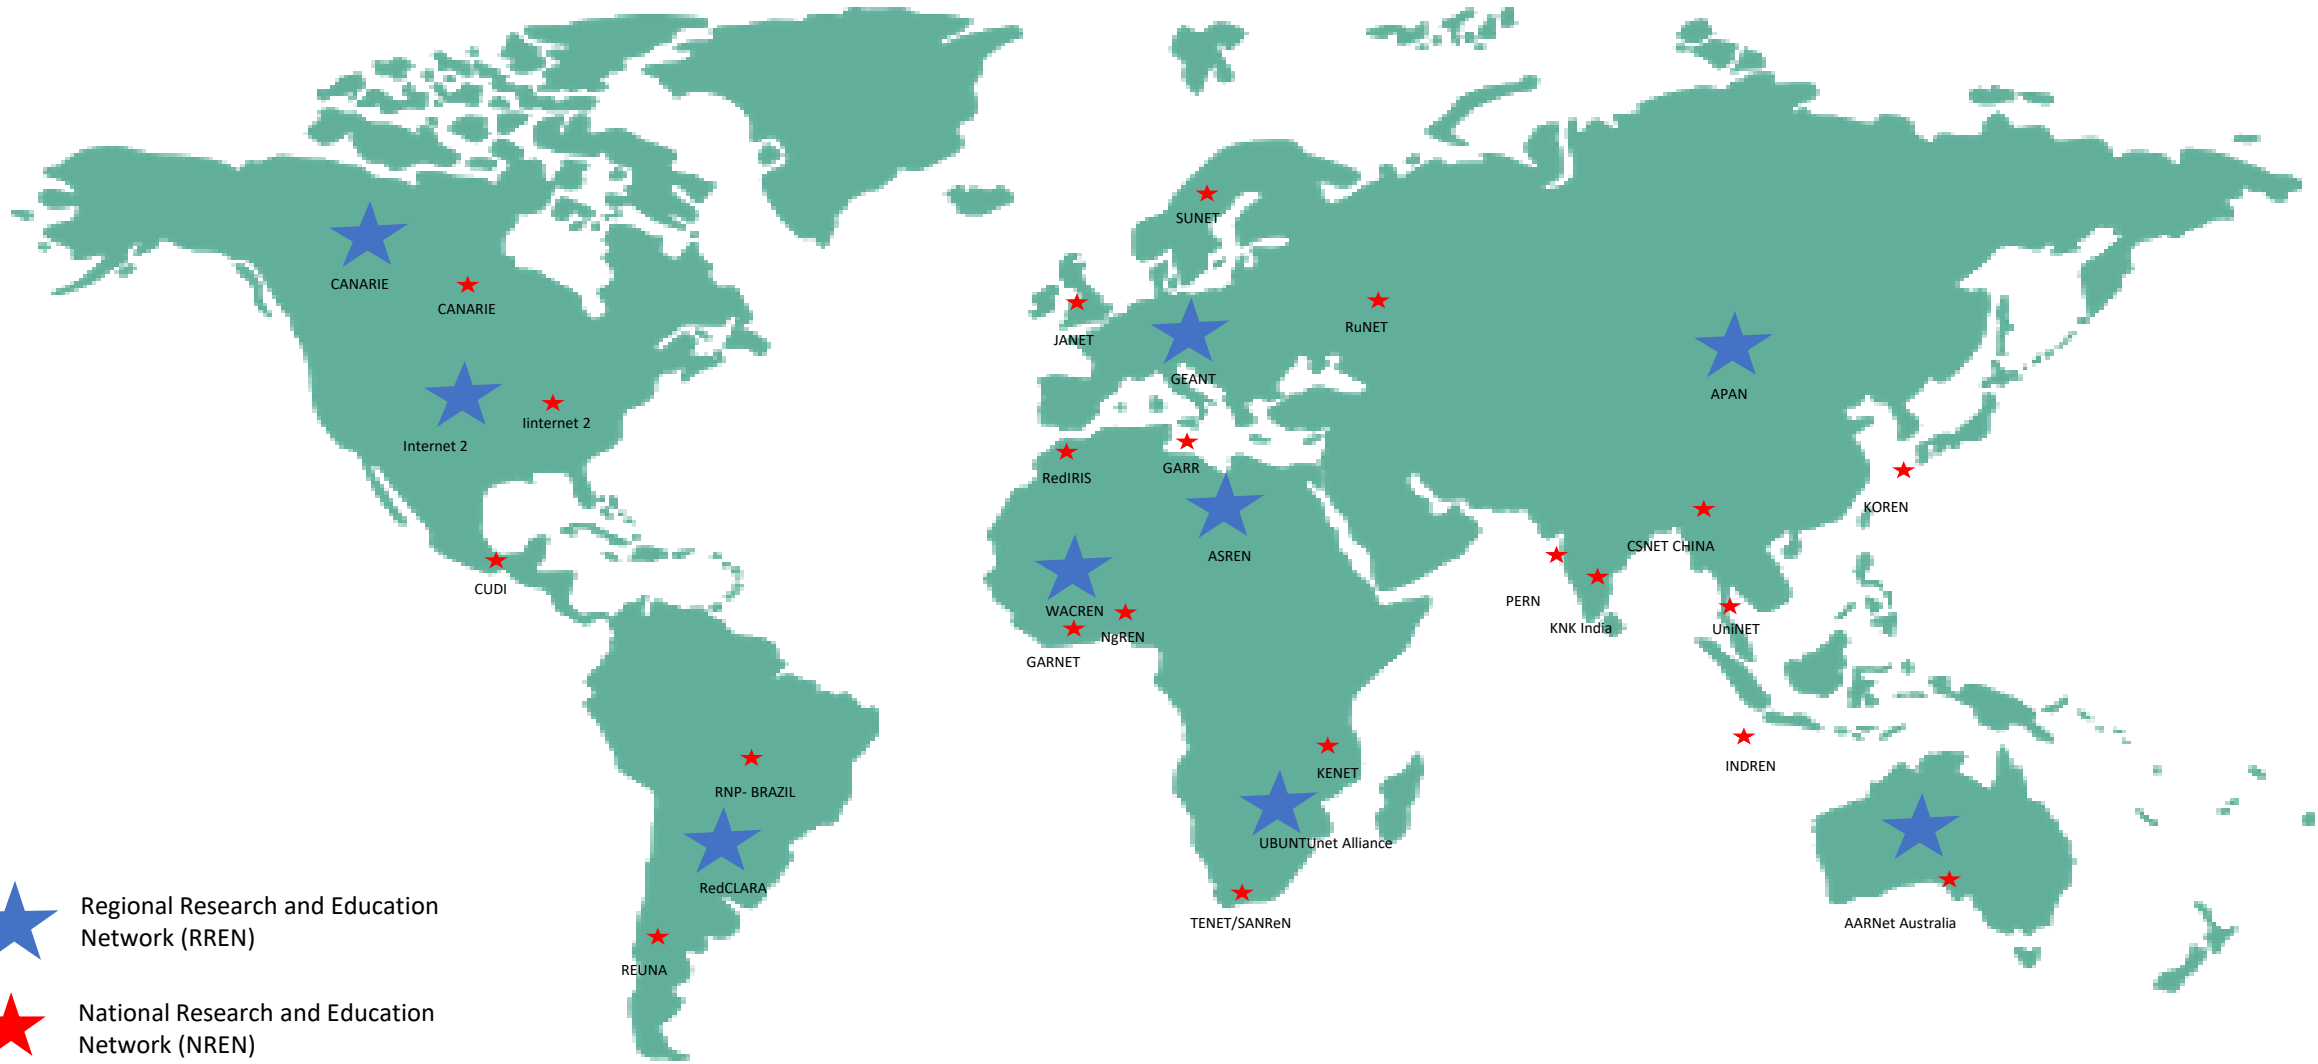 SUNET
CANARIE
CANARIE
JANET
RuNET
GEANT
APAN
Iinternet 2
Internet 2
RedIRIS
GARR
KOREN
CSNET CHINA
ASREN
CUDI
PERN
WACREN
NgREN
KNK India
UniNET
GARNET
INDREN
KENET
RNP- BRAZIL
UBUNTUnet Alliance
RedCLARA
TENET/SANReN
AARNet Australia
REUNA
Regional Research and Education
Network (RREN)
National Research and Education
Network (NREN)